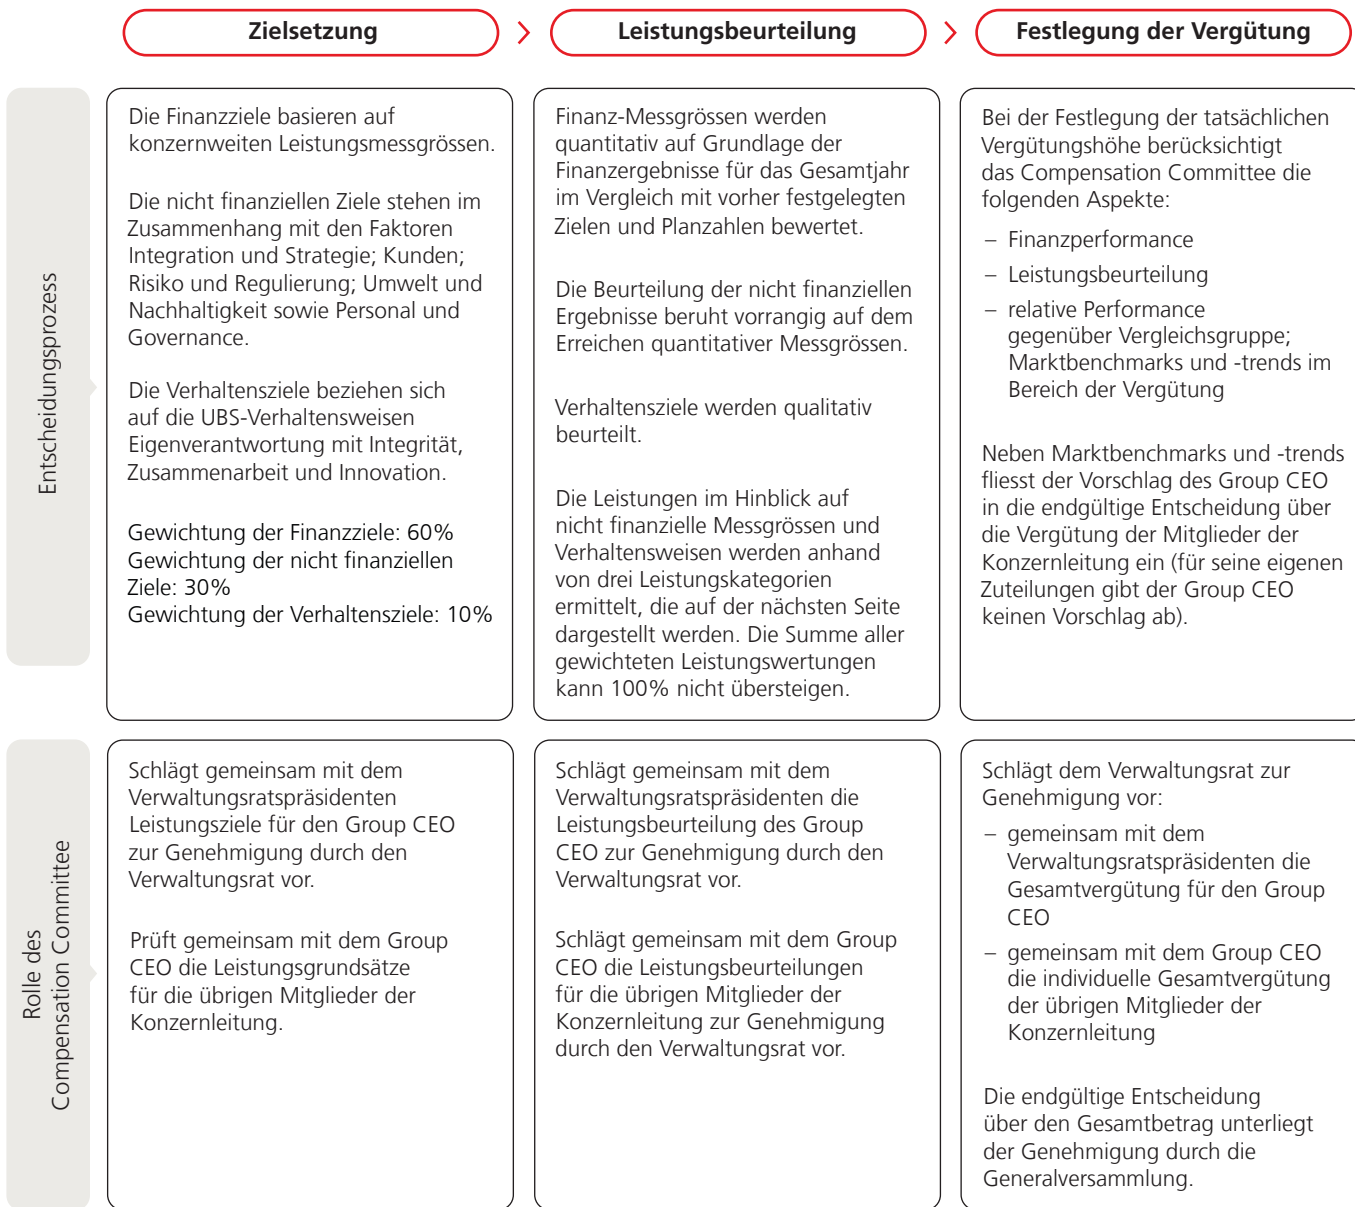 Zielsetzung
Leistungsbeurteilung
Festlegung der Vergütung
Entscheidungsprozess
Die Finanzziele basieren auf
konzernweiten Leistungsmessgrössen.
Die nicht finanziellen Ziele stehen im
Zusammenhang mit den Faktoren
Integration und Strategie; Kunden;
Risiko und Regulierung; Umwelt und
Nachhaltigkeit sowie Personal und
Governance.
Die Verhaltensziele beziehen sich
auf die UBS-Verhaltensweisen
Eigenverantwortung mit Integrität,
Zusammenarbeit und Innovation.
Gewichtung der Finanzziele: 60%
Gewichtung der nicht finanziellen
Ziele: 30%
Gewichtung der Verhaltensziele: 10%
Finanz-Messgrössen werden
quantitativ auf Grundlage der
Finanzergebnisse für das Gesamtjahr
im Vergleich mit vorher festgelegten
Zielen und Planzahlen bewertet.
Die Beurteilung der nicht finanziellen
Ergebnisse beruht vorrangig auf dem
Erreichen quantitativer Messgrössen.
Verhaltensziele werden qualitativ
beurteilt.
Die Leistungen im Hinblick auf
nicht finanzielle Messgrössen und
Verhaltensweisen werden anhand
von drei Leistungskategorien
ermittelt, die auf der nächsten Seite
dargestellt werden. Die Summe aller
gewichteten Leistungswertungen
kann 100% nicht übersteigen.
Bei der Festlegung der tatsächlichen
Vergütungshöhe berücksichtigt
das Compensation Committee die
folgenden Aspekte:
– Finanzperformance
– Leistungsbeurteilung
– relative Performance
gegenüber Vergleichsgruppe;
Marktbenchmarks und -trends im
Bereich der Vergütung
Neben Marktbenchmarks und -trends
fliesst der Vorschlag des Group CEO
in die endgültige Entscheidung über
die Vergütung der Mitglieder der
Konzernleitung ein (für seine eigenen
Zuteilungen gibt der Group CEO
keinen Vorschlag ab).
Rolle des
Compensation Committee
Schlägt gemeinsam mit dem
Verwaltungsratspräsidenten
Leistungsziele für den Group CEO
zur Genehmigung durch den
Verwaltungsrat vor.
Prüft gemeinsam mit dem Group
CEO die Leistungsgrundsätze
für die übrigen Mitglieder der
Konzernleitung.
Schlägt gemeinsam mit dem
Verwaltungsratspräsidenten die
Leistungsbeurteilung des Group
CEO zur Genehmigung durch den
Verwaltungsrat vor.
Schlägt gemeinsam mit dem Group
CEO die Leistungsbeurteilungen
für die übrigen Mitglieder der
Konzernleitung zur Genehmigung
durch den Verwaltungsrat vor.
Schlägt dem Verwaltungsrat zur
Genehmigung vor:
– gemeinsam mit dem
Verwaltungsratspräsidenten die
Gesamtvergütung für den Group
CEO
– gemeinsam mit dem Group CEO
die individuelle Gesamtvergütung
der übrigen Mitglieder der
Konzernleitung
Die endgültige Entscheidung
über den Gesamtbetrag unterliegt
der Genehmigung durch die
Generalversammlung.